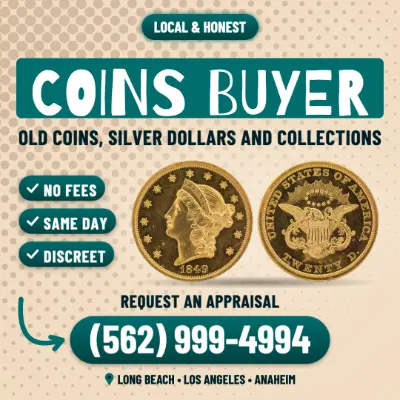 LOCAL & HONEST
COINS BUYER
OLD COINS, SILVER DOLLARS AND COLLECTIONS
NO FEES
SAME DAY
DISCREET
1849
UNITED STATES OF AMERICA
TWENTY D.
REQUEST AN APPRAISAL
(562) 999-4994
LONG BEACH • LOS ANGELES • ANAHEIM